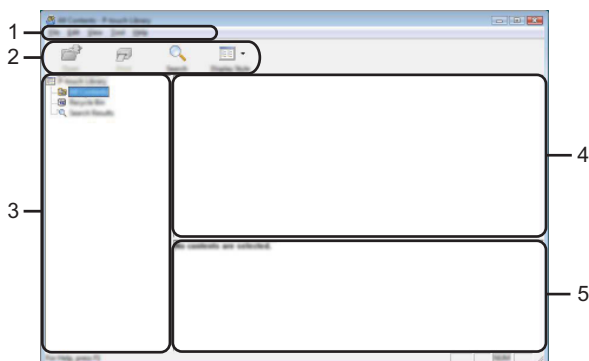 All Contents - P-touch Library
1
File Edit View Tool Help
2
Open Print Search Display Style
P-touch Library
All Contents
Recycle Bin
Search Results
3
4
No contents are selected.
5
For Help, press F1
NUM